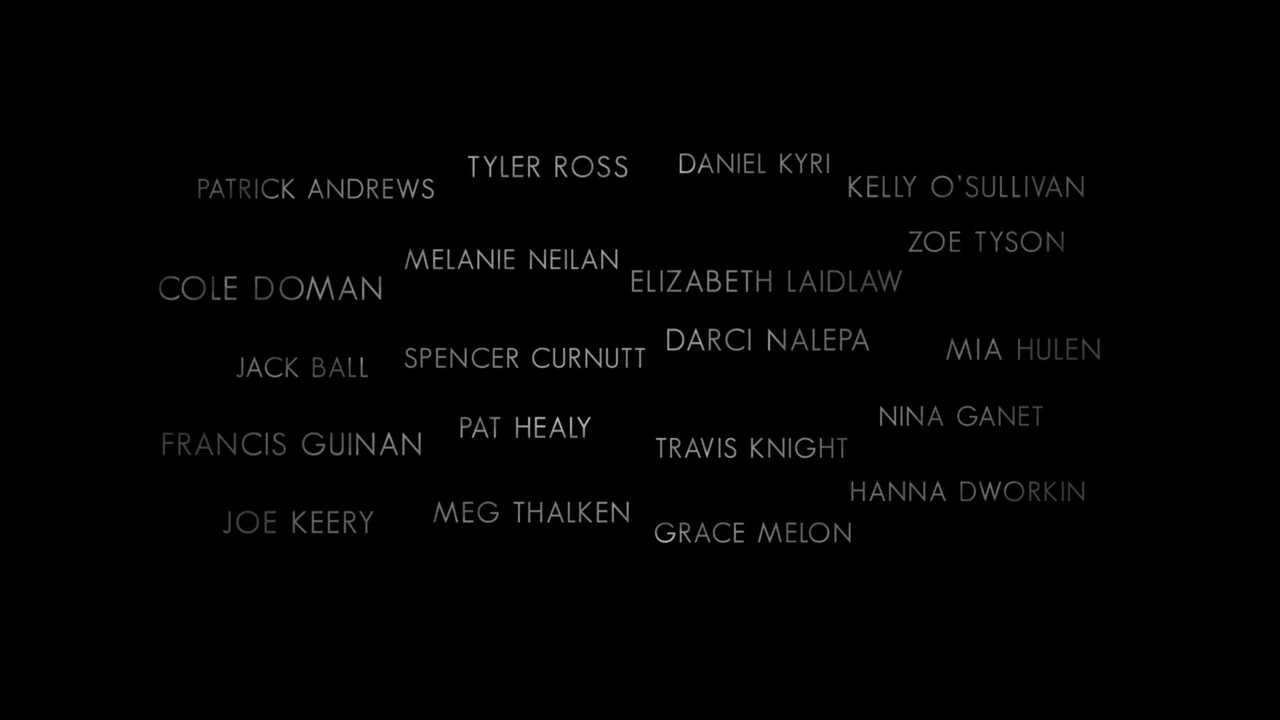 PATRICK ANDREWS
TYLER ROSS
DANIEL KYRI
KELLY O'SULLIVAN
COLE DOMAN
MELANIE NEILAN
ELIZABETH LAIDLAW
ZOE TYSON
JACK BALL
SPENCER CURNUTT
DARCI NALEPA
MIA HULEN
FRANCIS GUINAN
PAT HEALY
TRAVIS KNIGHT
NINA GANET
JOE KEERY
MEG THALKEN
GRACE MELON
HANNA DWORKIN